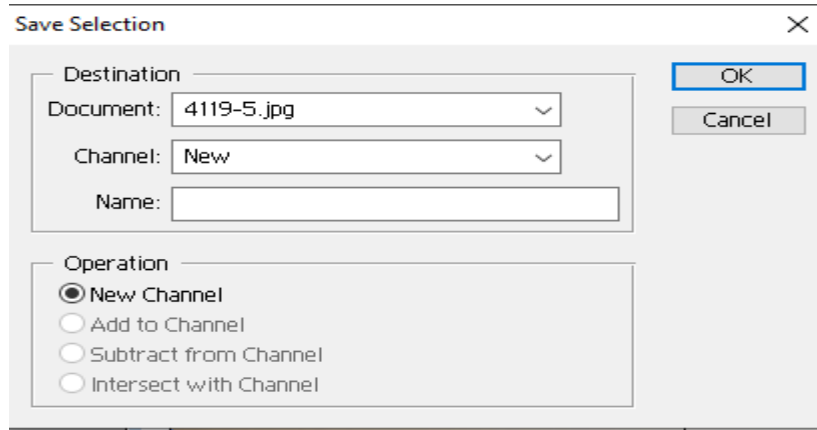 Save Selection
Destination
OK
Document: 4119-5.jpg
Cancel
Channel: New
Name:
Operation
New Channel
Add to Channel
Subtract from Channel
Intersect with Channel